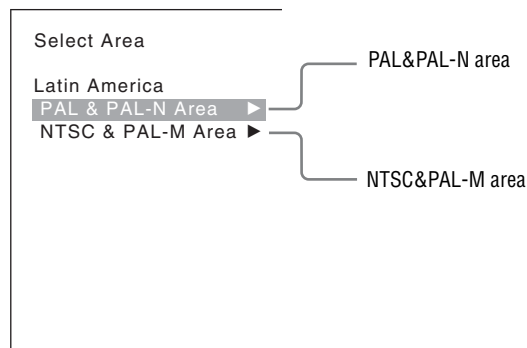 Select Area
Latin America
PAL & PAL-N Area ►
NTSC & PAL-M Area ►
PAL&PAL-N area
NTSC&PAL-M area